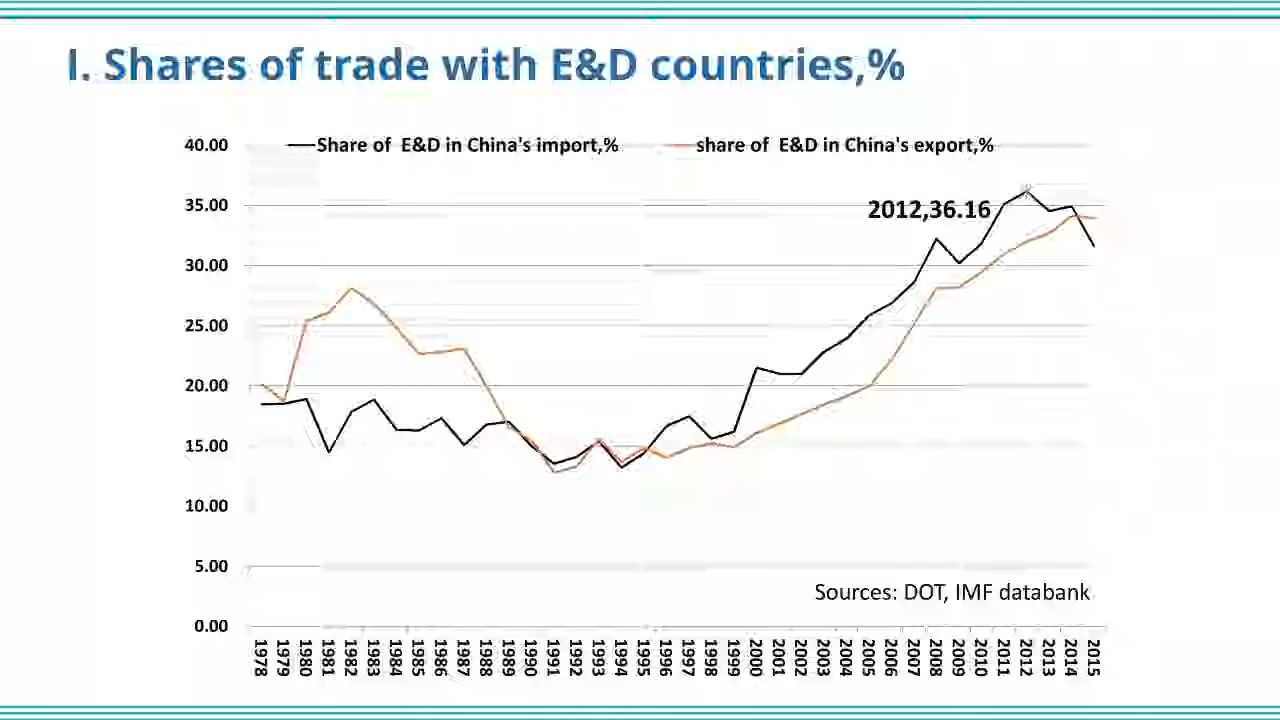 I. Shares of trade with E&D countries,%
40.00
Share of E&D in China's import,%
share of E&D in China's export,%
35.00
2012,36.16
30.00
25.00
20.00
15.00
10.00
5.00
Sources: DOT, IMF databank
0.00
1978 1979 1980 1981 1982 1983 1984 1985 1986 1987 1988 1989 1990 1991 1992 1993 1994 1995 1996 1997 1998 1999 2000 2001 2002 2003 2004 2005 2006 2007 2008 2009 2010 2011 2012 2013 2014 2015